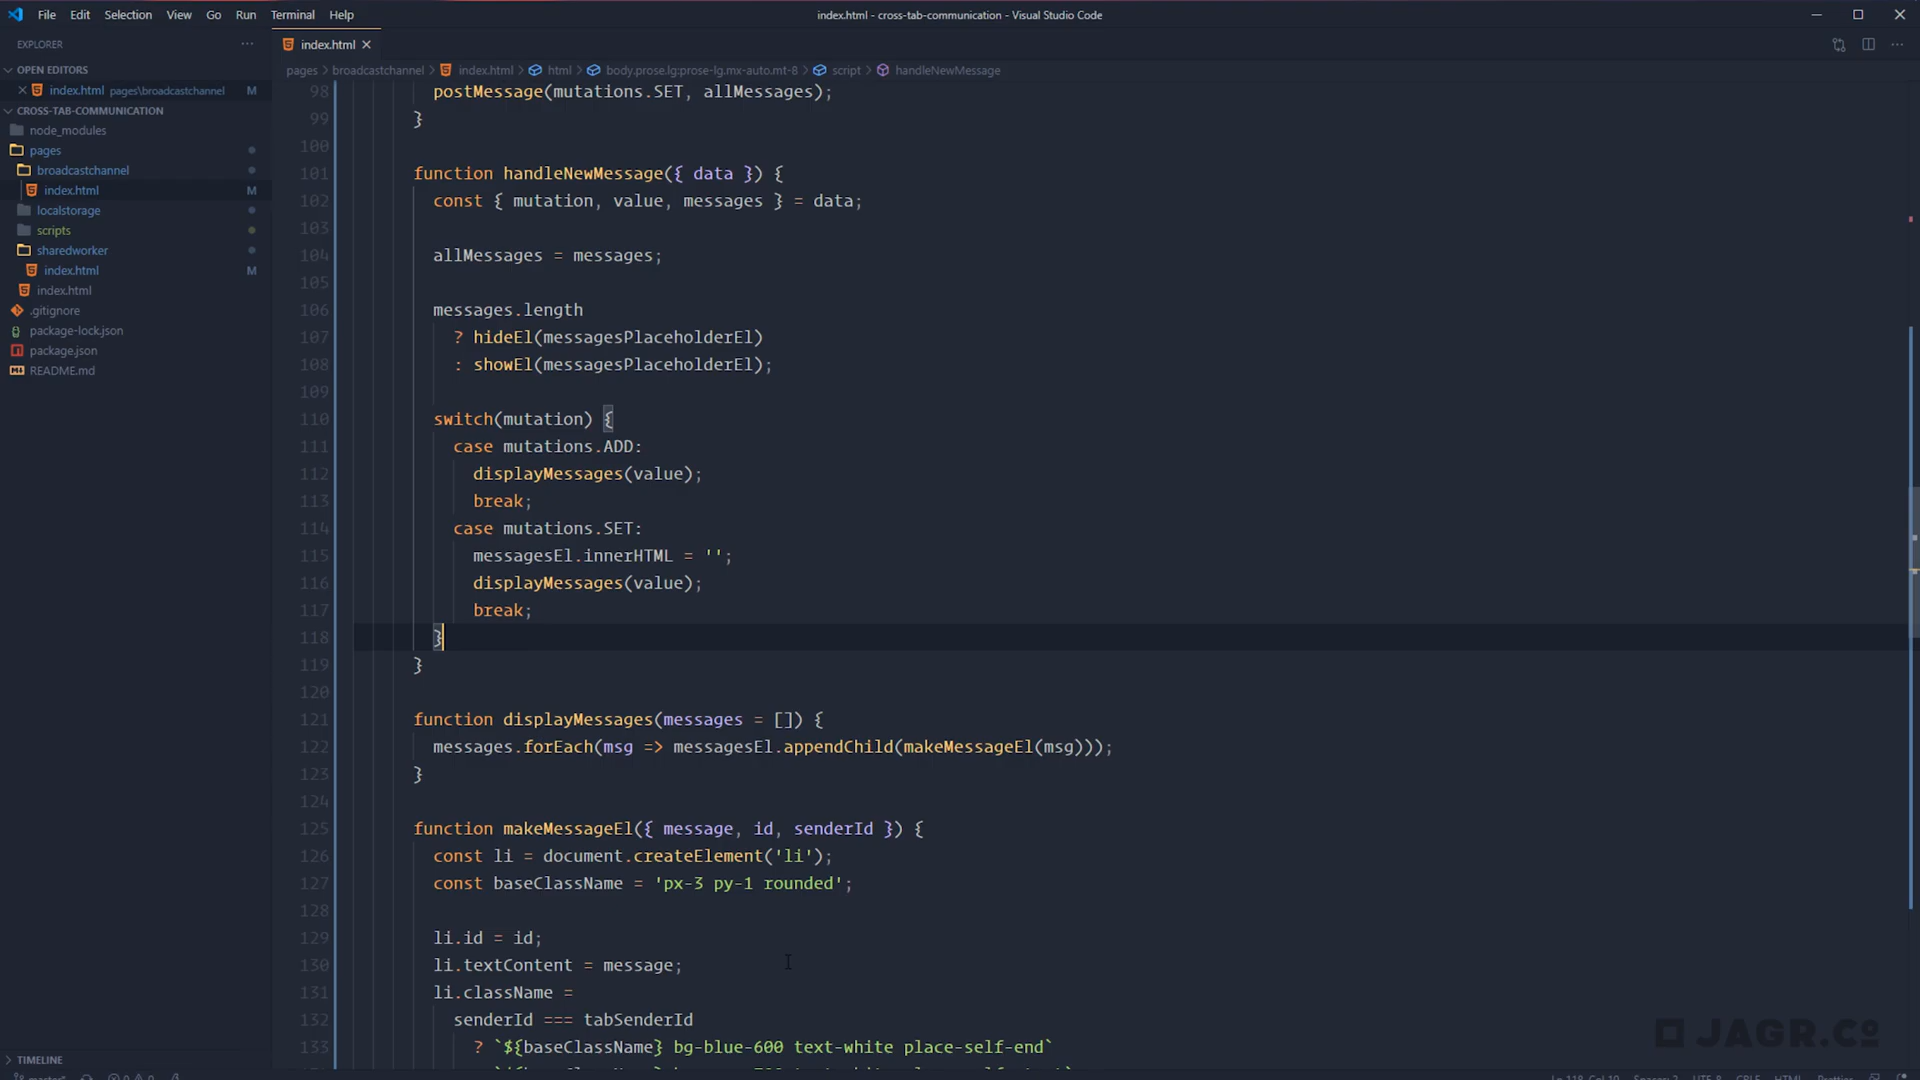 File Edit Selection View Go Run Terminal Help
index.html - cross-tab-communication - Visual Studio Code
EXPLORER
OPEN EDITORS
index.html pages\broadcastchannel M
CROSS-TAB-COMMUNICATION
node_modules
pages
broadcastchannel
index.html M
localstorage
scripts
sharedworker
index.html M
index.html
.gitignore
package-lock.json
package.json
README.md
TIMELINE
index.html
pages > broadcastchannel > index.html > html > body.prose.lg:prose-lg.mx-auto.mt-8 > script > handleNewMessage
98 postMessage(mutations.SET, allMessages);
99 }
100
101 function handleNewMessage({ data }) {
102 const { mutation, value, messages } = data;
103
104 allMessages = messages;
105
106 messages.length
107 ? hideEl(messagesPlaceholderEl)
108 : showEl(messagesPlaceholderEl);
109
110 switch(mutation) {
111 case mutations.ADD:
112 displayMessages(value);
113 break;
114 case mutations.SET:
115 messagesEl.innerHTML = '';
116 displayMessages(value);
117 break;
118 }
119 }
120
121 function displayMessages(messages = []) {
122 messages.forEach(msg => messagesEl.appendChild(makeMessageEl(msg)));
123 }
124
125 function makeMessageEl({ message, id, senderId }) {
126 const li = document.createElement('li');
127 const baseClassName = 'px-3 py-1 rounded';
128
129 li.id = id;
130 li.textContent = message;
131 li.className =
132 senderId === tabSenderId
133 ? `${baseClassName} bg-blue-600 text-white place-self-end`
JAGR.Co